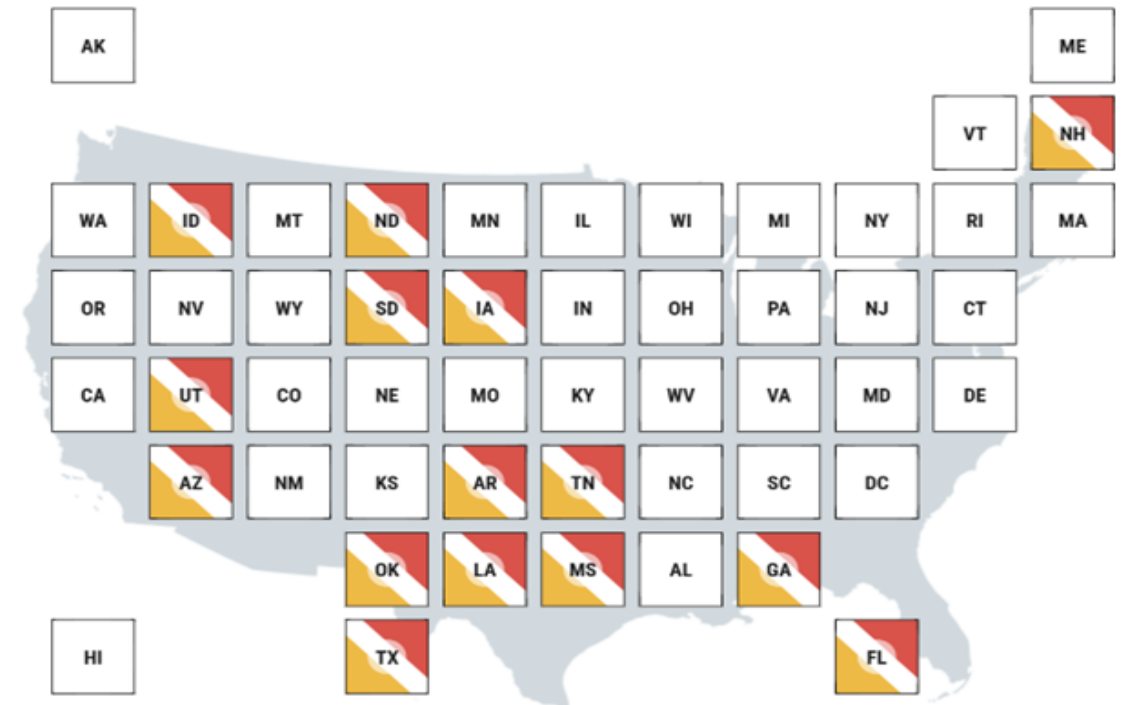 AK ME
VT NH
WA ID MT ND MN IL WI MI NY RI MA
OR NV WY SD IA IN OH PA NJ CT
CA UT CO NE MO KY WV VA MD DE
AZ NM KS AR TN NC SC DC
OK LA MS AL GA
HI TX FL